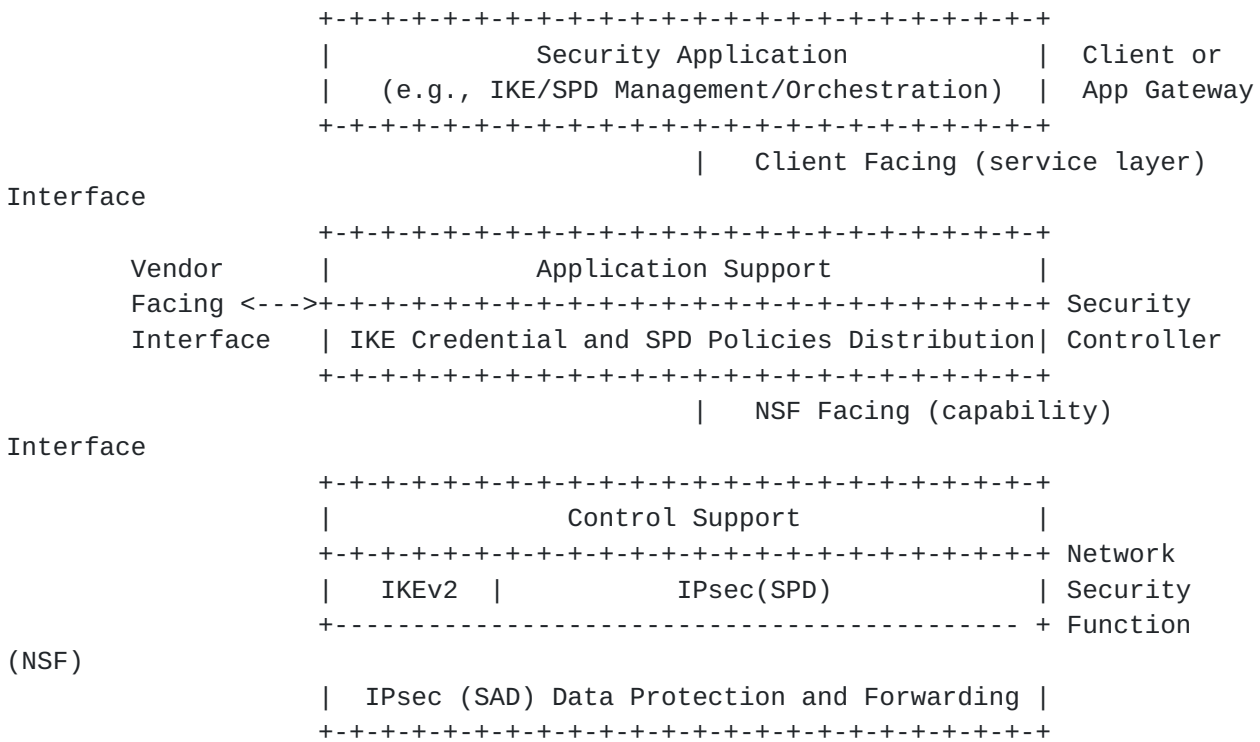 +-+-+-+-+-+-+-+-+-+-+-+-+-+-+-+-+-+-+-+-+-+-+-+
|             Security Application            |  Client or
|   (e.g., IKE/SPD Management/Orchestration)  |  App Gateway
+-+-+-+-+-+-+-+-+-+-+-+-+-+-+-+-+-+-+-+-+-+-+-+
|   Client Facing (service layer)
Interface
+-+-+-+-+-+-+-+-+-+-+-+-+-+-+-+-+-+-+-+-+-+-+-+
Vendor      |             Application Support             |
Facing <--->+-+-+-+-+-+-+-+-+-+-+-+-+-+-+-+-+-+-+-+-+-+-+-+ Security
Interface   | IKE Credential and SPD Policies Distribution| Controller
+-+-+-+-+-+-+-+-+-+-+-+-+-+-+-+-+-+-+-+-+-+-+-+
|   NSF Facing (capability)
Interface
+-+-+-+-+-+-+-+-+-+-+-+-+-+-+-+-+-+-+-+-+-+-+-+
|               Control Support               |
+-+-+-+-+-+-+-+-+-+-+-+-+-+-+-+-+-+-+-+-+-+-+-+ Network
|   IKEv2  |           IPsec(SPD)             | Security
+-------------------------------------------- + Function
(NSF)
|  IPsec (SAD) Data Protection and Forwarding |
+-+-+-+-+-+-+-+-+-+-+-+-+-+-+-+-+-+-+-+-+-+-+-+